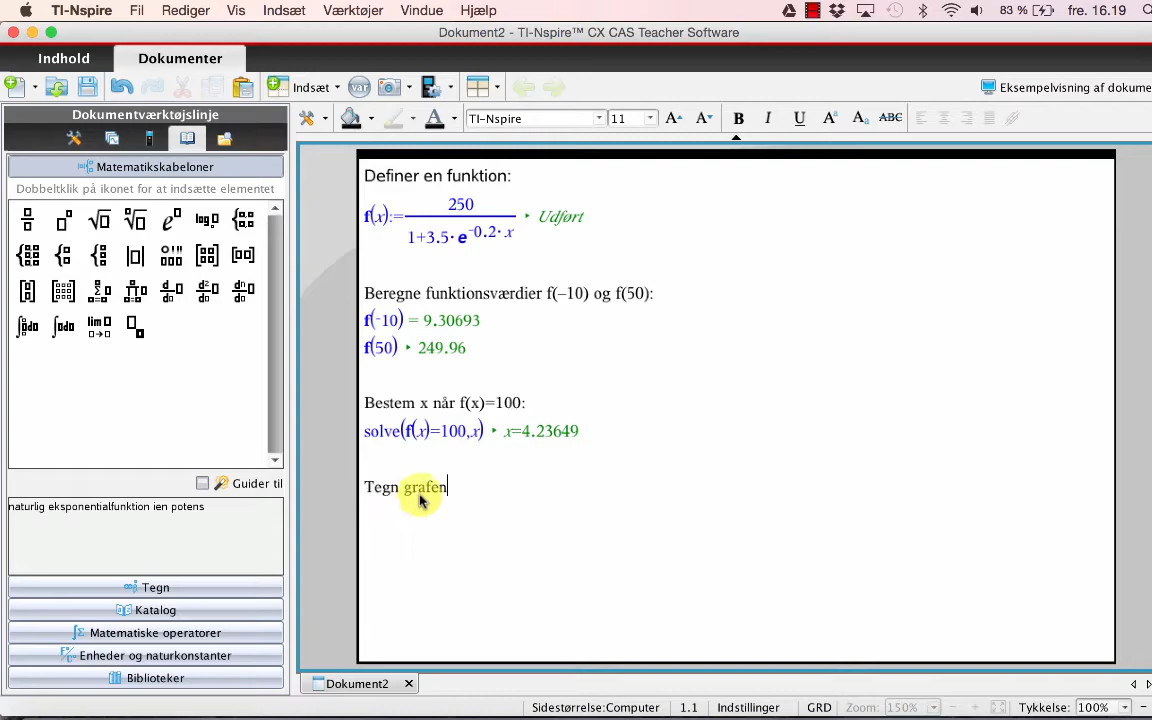 TI-Nspire Fil Rediger Vis Indsæt Værktøjer Vindue Hjælp 83 % fre. 16.19
Dokument2 - TI-Nspire™ CX CAS Teacher Software
Indhold Dokumenter
Indsæt var Eksempelvisning af dokume
Dokumentværktøjslinje
TI-Nspire 11 A A B I U A A ABC
Matematikskabeloner
Dobbeltklik på ikonet for at indsætte elementet
Guider til
naturlig eksponentialfunktion ien potens
Tegn
Katalog
Matematiske operatorer
Enheder og naturkonstanter
Biblioteker
Definer en funktion:
f(x):=250/(1+3.5·e^(-0.2·x)) ▸ Udført
Beregne funktionsværdier f(–10) og f(50):
f(-10) = 9.30693
f(50) ▸ 249.96
Bestem x når f(x)=100:
solve(f(x)=100,x) ▸ x=4.23649
Tegn grafen
Dokument2
Sidestørrelse:Computer 1.1 Indstillinger GRD Zoom: 150% Tykkelse: 100%